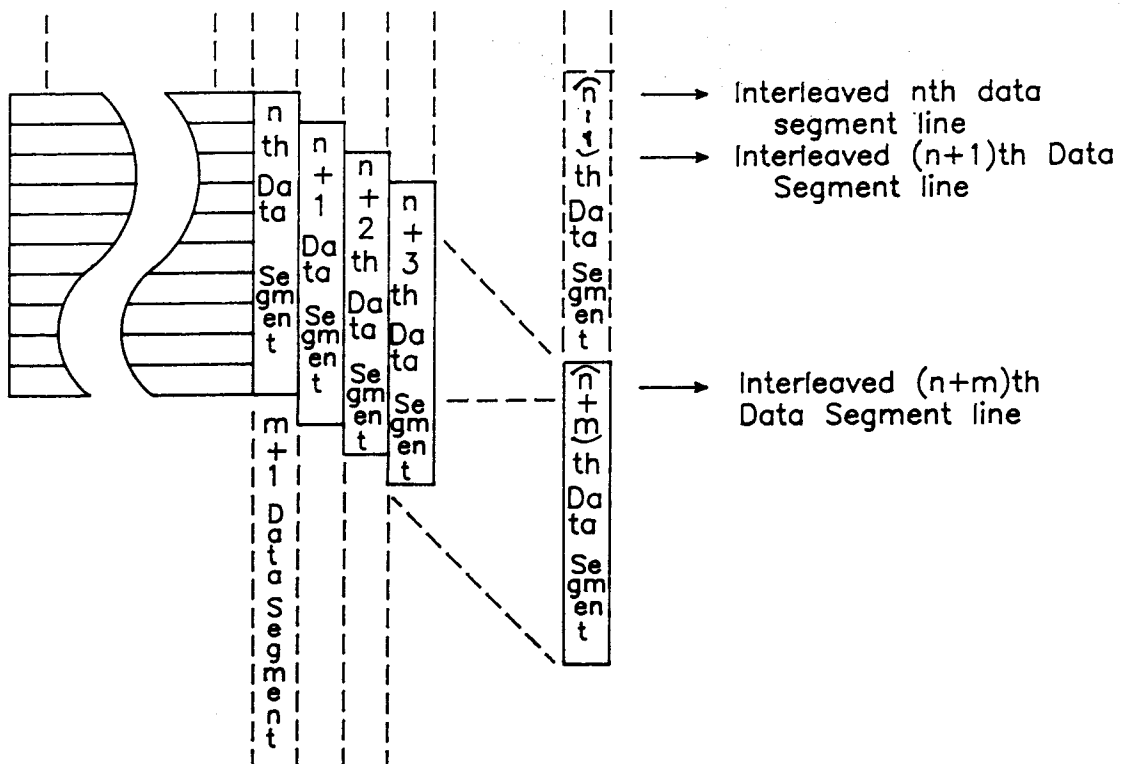 n th Data Segment
m+1 Data Segment
n+1 Data Segment
n+2 th Data Segment
n+3 th Data Segment
th Data Segment
(n+m)th Data Segment
Interleaved nth data
segment line
Interleaved (n+1)th Data
Segment line
Interleaved (n+m)th
Data Segment line